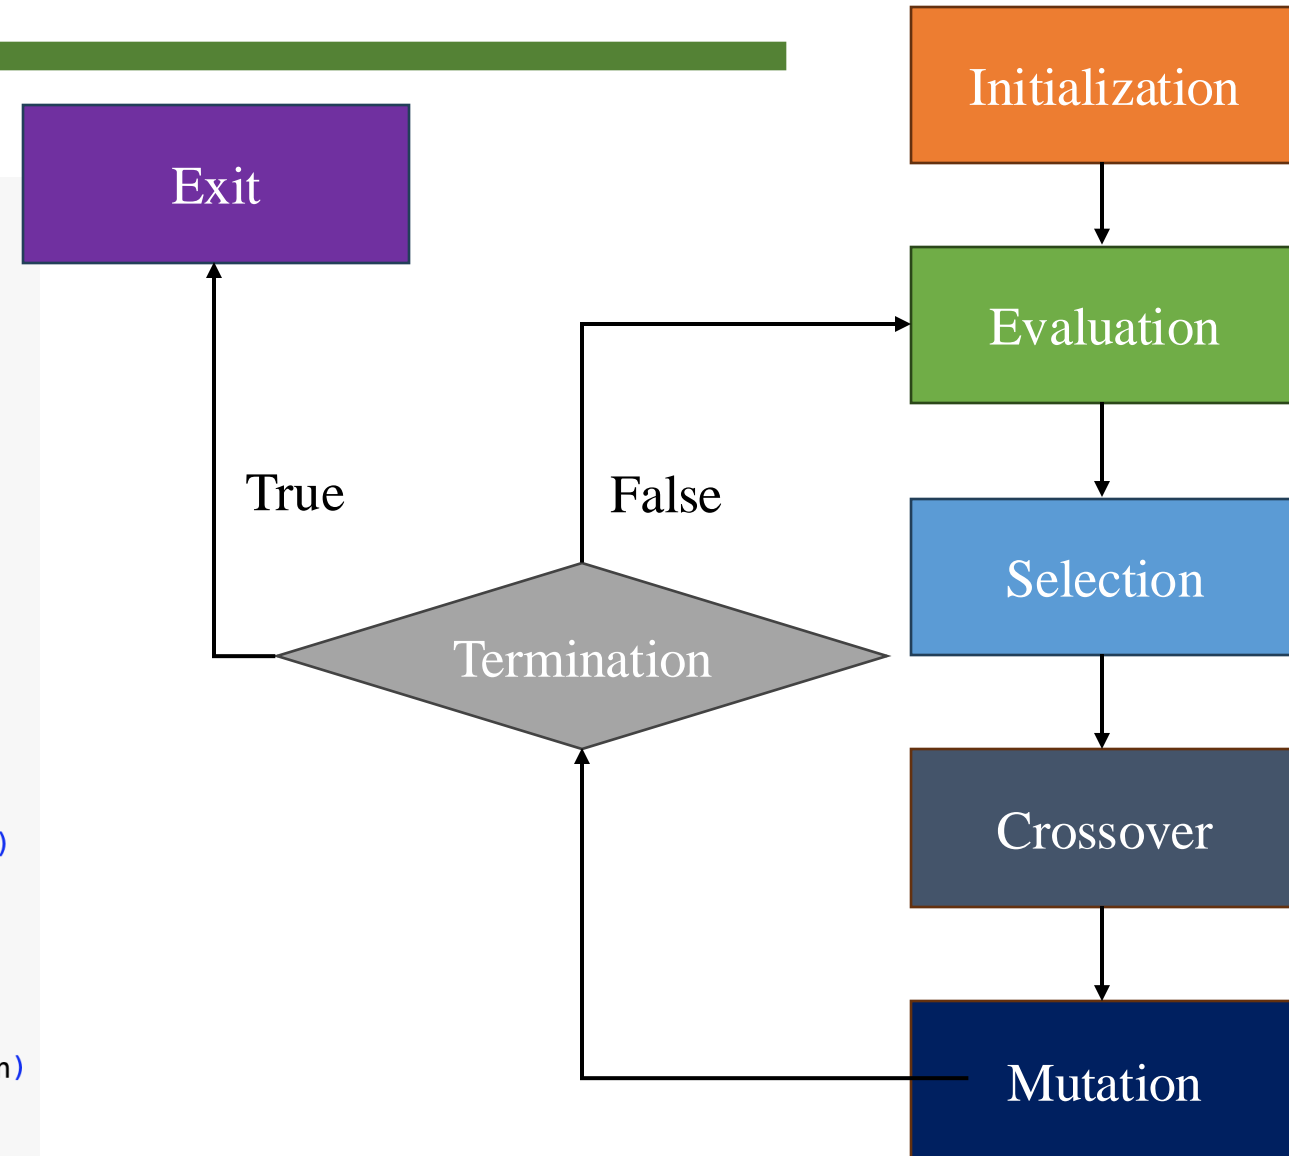 Initialization
Exit
Evaluation
True
False
Selection
Termination
)
Crossover
)
Mutation